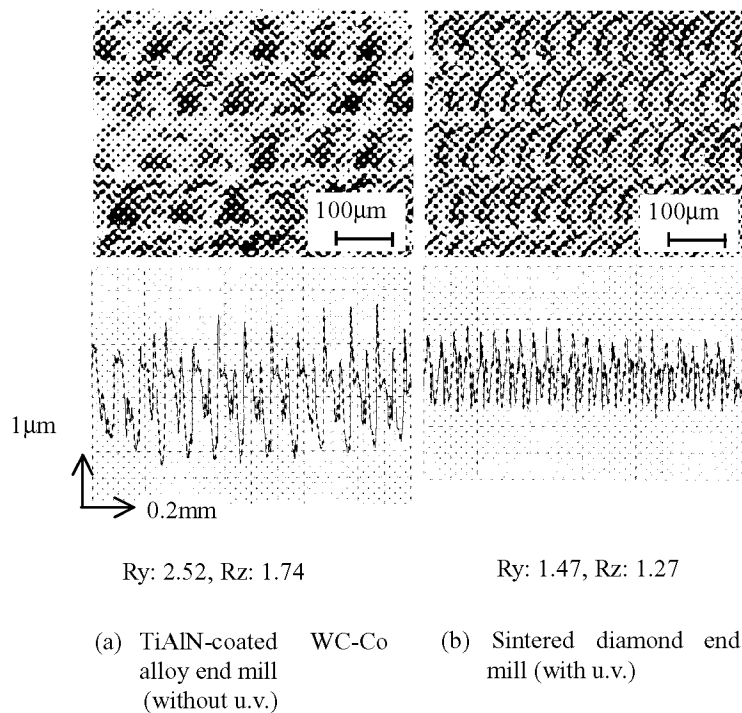 100μm
100μm
1μm
0.2mm
Ry: 2.52, Rz: 1.74
Ry: 1.47, Rz: 1.27
(a) TiAlN-coated WC-Co
alloy end mill
(without u.v.)
(b) Sintered diamond end
mill (with u.v.)